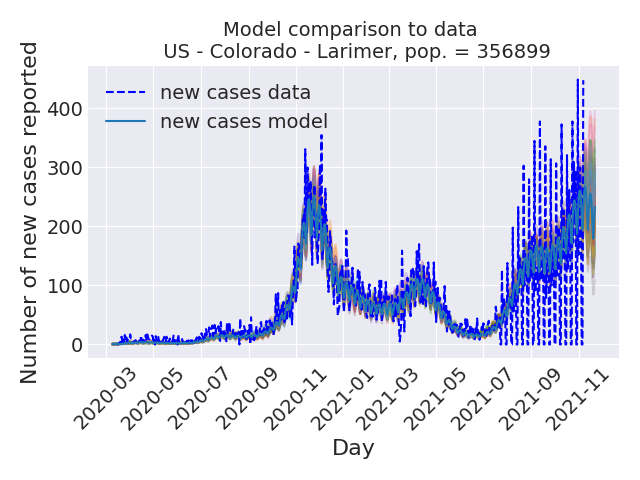 Model comparison to data
US - Colorado - Larimer, pop. = 356899
Number of new cases reported
new cases data
new cases model
400
300
200
100
0
2020-03
2020-05
2020-07
2020-09
2020-11
2021-01
2021-03
2021-05
2021-07
2021-09
2021-11
Day